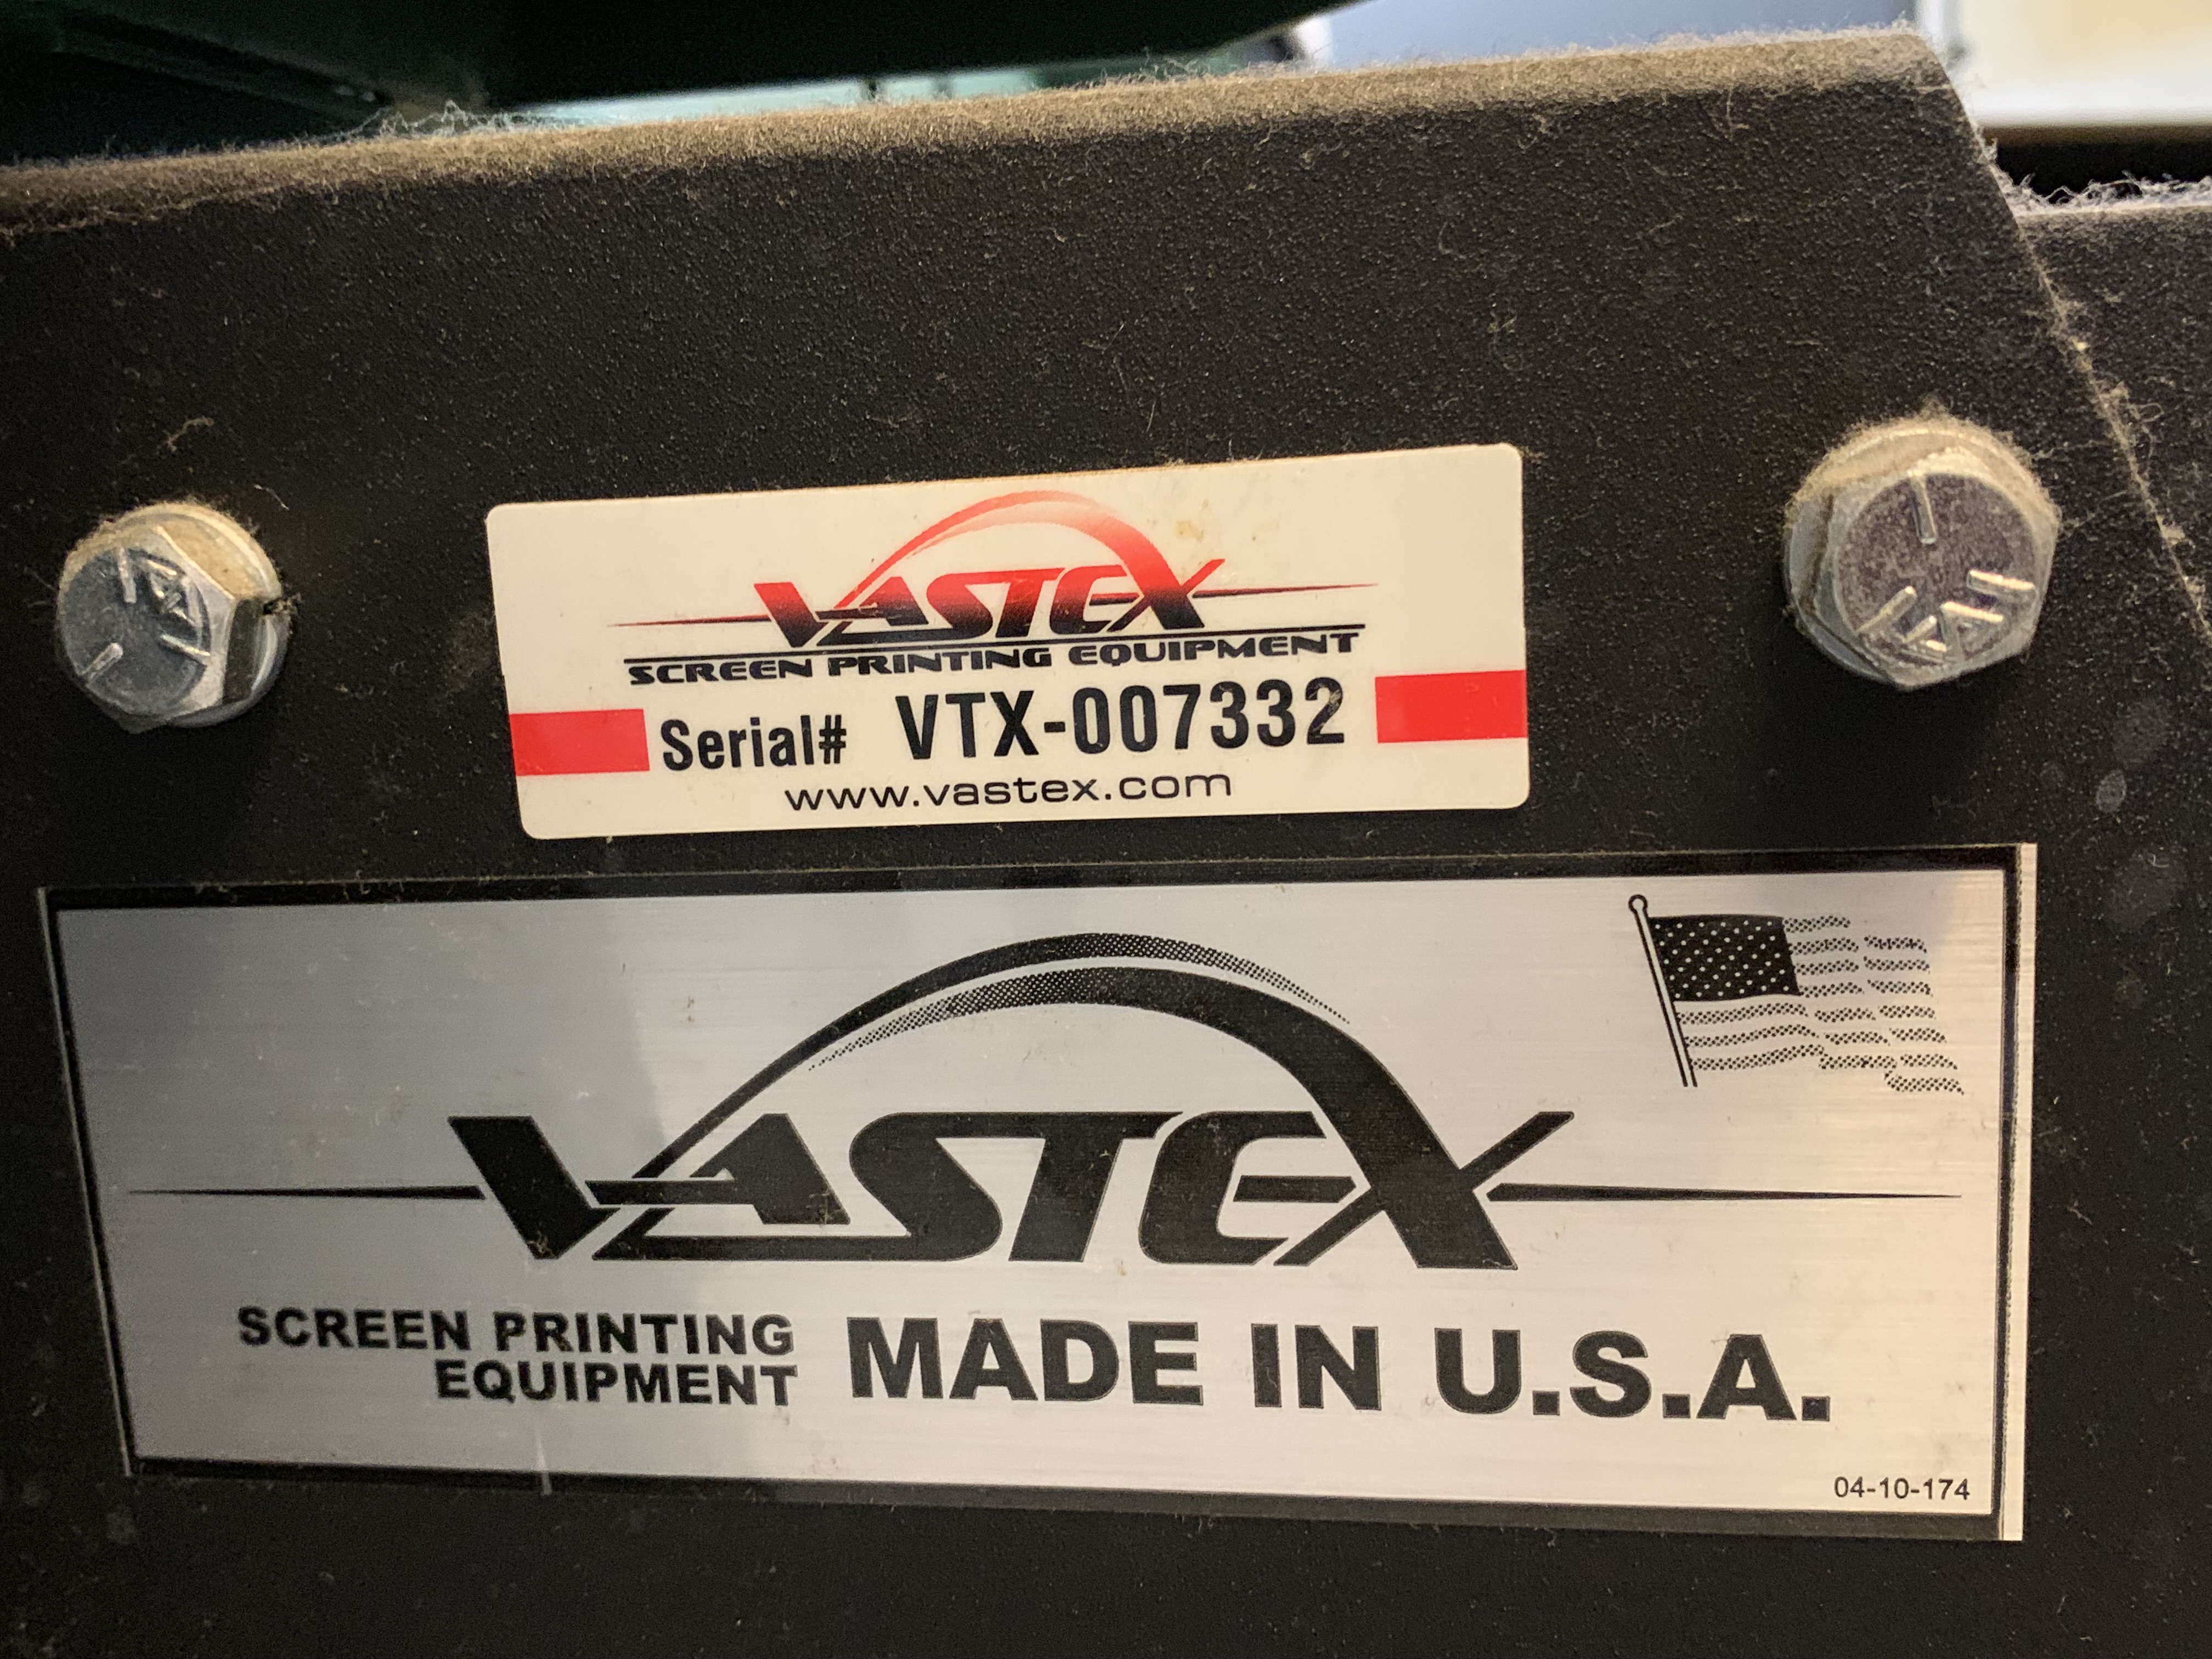 VASTEX
SCREEN PRINTING EQUIPMENT
Serial# VTX-007332
www.vastex.com
VASTEX
SCREEN PRINTING
EQUIPMENT
MADE IN U.S.A.
04-10-174